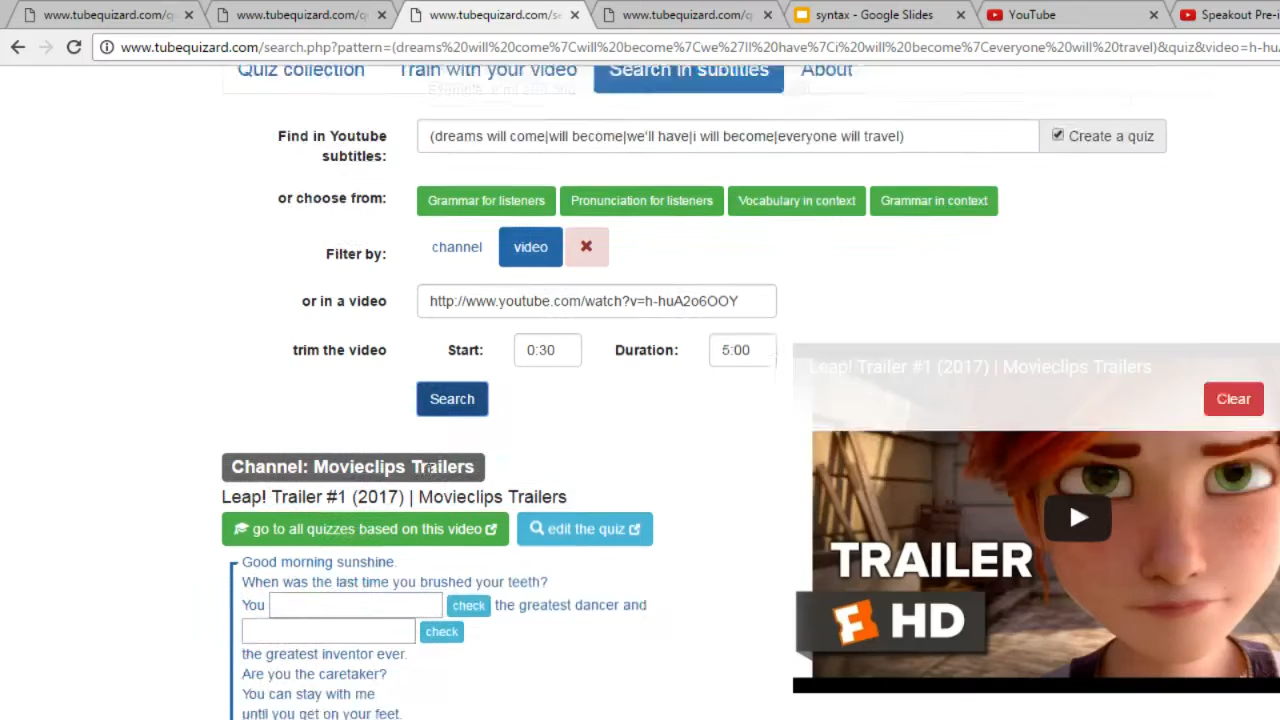 www.tubequizard.com/q × www.tubequizard.com/q × www.tubequizard.com/se × www.tubequizard.com/q × syntax - Google Slides × YouTube × Speakout Pre-i
www.tubequizard.com/search.php?pattern=(dreams%20will%20come%7Cwill%20become%7Cwe%27ll%20have%7Ci%20will%20become%7Ceveryone%20will%20travel)&quiz&video=h-hu
Quiz collection Train with your video Search in subtitles About
Find in Youtube subtitles: (dreams will come|will become|we'll have|i will become|everyone will travel) Create a quiz
or choose from: Grammar for listeners Pronunciation for listeners Vocabulary in context Grammar in context
Filter by: channel video ✖
or in a video http://www.youtube.com/watch?v=h-huA2o6OOY
trim the video Start: 0:30 Duration: 5:00
Leap! Trailer #1 (2017) | Movieclips Trailers
Search Clear
Channel: Movieclips Trailers
Leap! Trailer #1 (2017) | Movieclips Trailers
go to all quizzes based on this video edit the quiz
TRAILER
F HD
Good morning sunshine.
When was the last time you brushed your teeth?
You check the greatest dancer and
check
the greatest inventor ever.
Are you the caretaker?
You can stay with me
until you get on your feet.